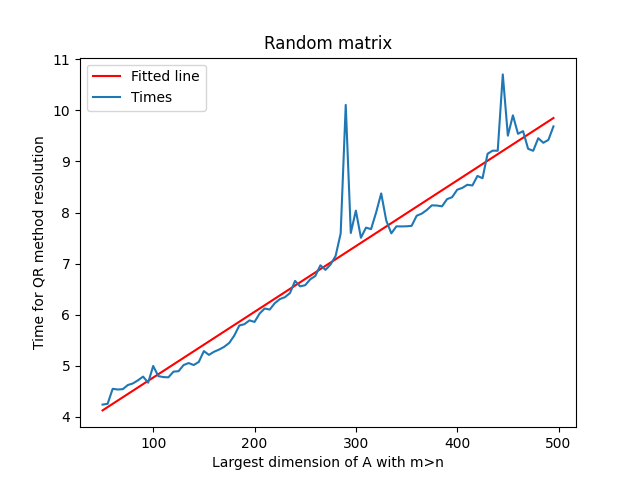 Random matrix
Fitted line
Times
Time for QR method resolution
11
10
9
8
7
6
5
4
100
200
300
400
500
Largest dimension of A with m>n